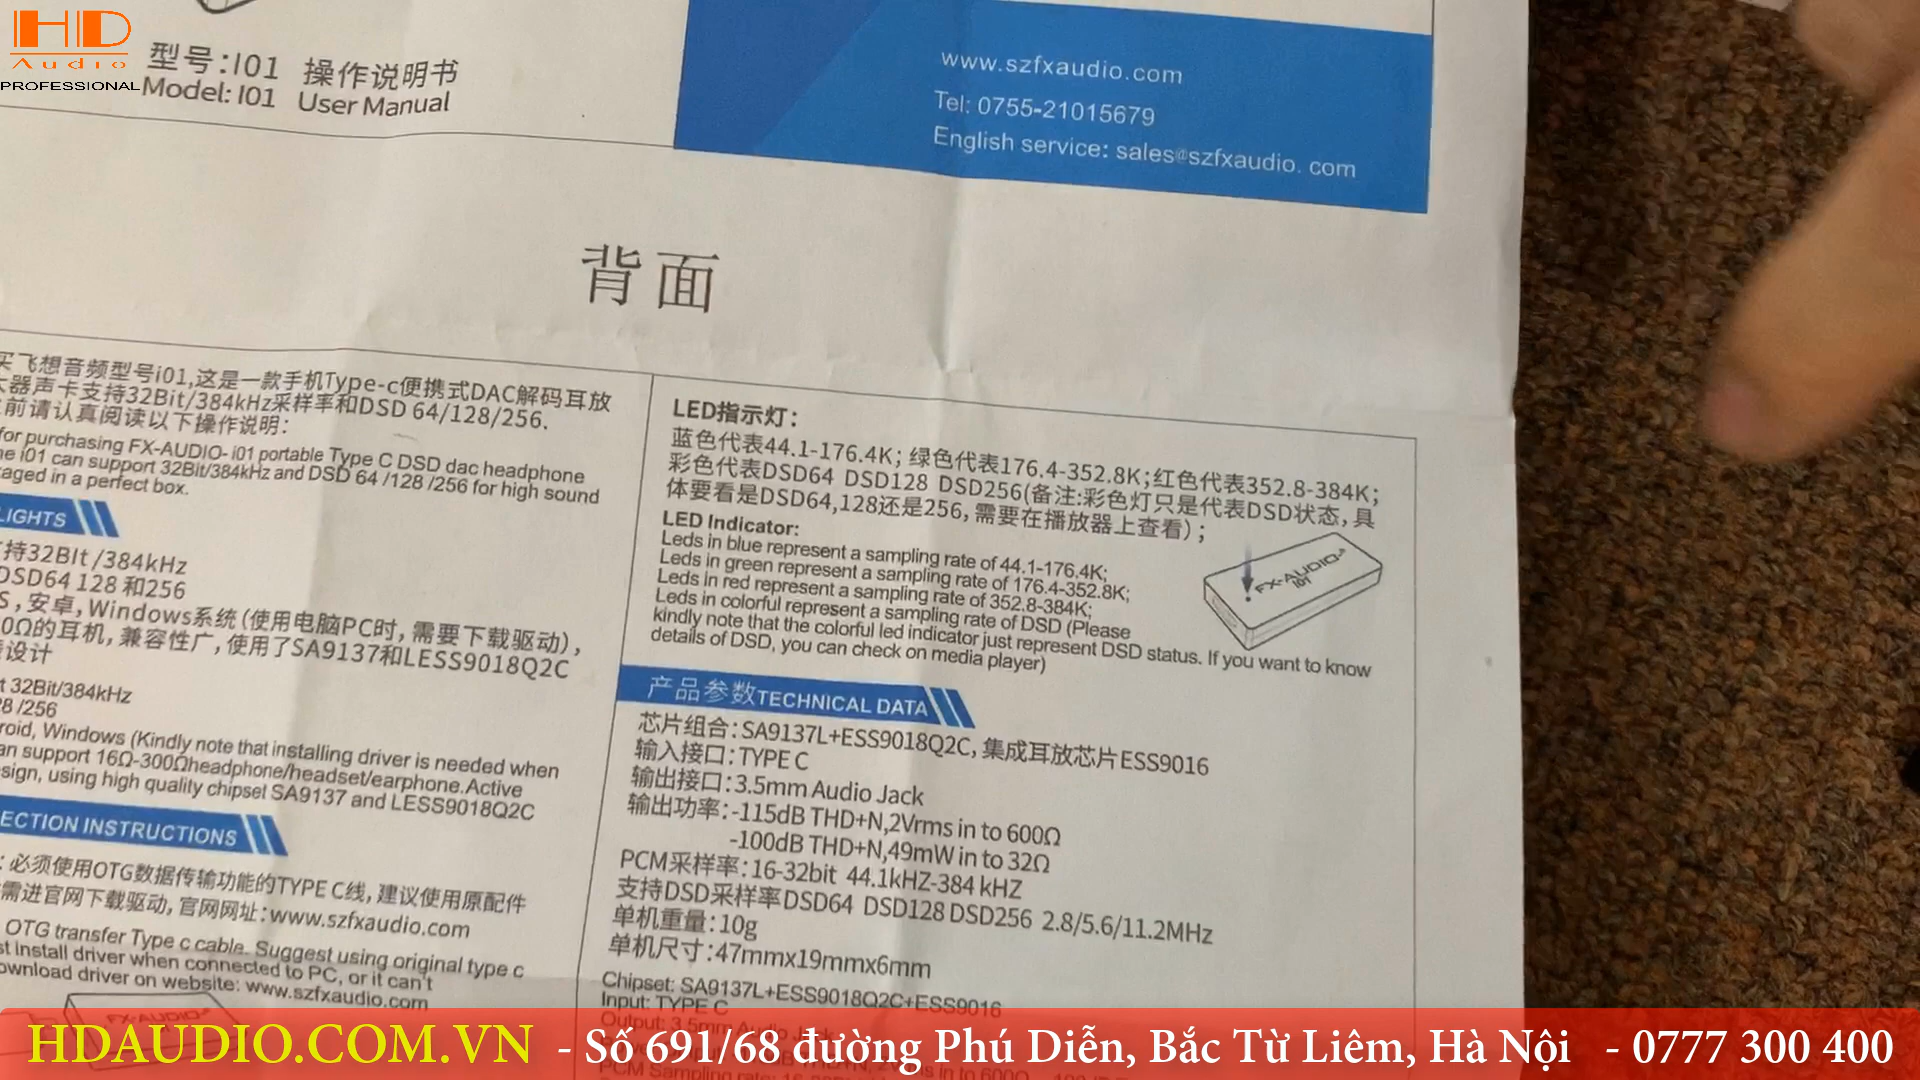 HD
Audio
PROFESSIONAL
型号:I01 操作说明书
Model: I01 User Manual
www.szfxaudio.com
Tel: 0755-21015679
English service: sales@szfxaudio. com
背面
买飞想音频型号i01,这是一款手机Type-c便携式DAC解码耳放
器声卡支持32Bit/384kHz采样率和DSD 64/128/256.
前请认真阅读以下操作说明:
for purchasing FX-AUDIO- i01 portable Type C DSD dac headphone
i01 can support 32Bit/384kHz and DSD 64 /128 /256 for high sound
in a perfect box.
LIGHTS
持32BIt /384kHz
DSD64 128 和256
S,安卓,Windows系统(使用电脑PC时,需要下载驱动),
0Ω的耳机,兼容性广,使用了SA9137和LESS9018Q2C
设计
32Bit/384kHz
/256
roid, Windows (Kindly note that installing driver is needed when
an support 16Ω-300Ωheadphone/headset/earphone.Active
sign, using high quality chipset SA9137 and LESS9018Q2C
ECTION INSTRUCTIONS
: 必须使用OTG数据传输功能的TYPE C线,建议使用原配件
需进官网下载驱动,官网网址:www.szfxaudio.com
OTG transfer Type c cable. Suggest using original type c
st install driver when connected to PC, or it can't
ownload driver on website: www.szfxaudio.com
FX-AUDIO-
LED指示灯:
蓝色代表44.1-176.4K; 绿色代表176.4-352.8K;红色代表352.8-384K;
彩色代表DSD64 DSD128 DSD256(备注:彩色灯只是代表DSD状态,具
体要看是DSD64,128还是256,需要在播放器上查看);
LED Indicator:
Leds in blue represent a sampling rate of 44.1-176.4K;
Leds in green represent a sampling rate of 176.4-352.8K;
Leds in red represent a sampling rate of 352.8-384K;
Leds in colorful represent a sampling rate of DSD (Please
kindly note that the colorful led indicator just represent DSD status. If you want to know
details of DSD, you can check on media player)
FX-AUDIO-
I01
产品参数TECHNICAL DATA
芯片组合:SA9137L+ESS9018Q2C,集成耳放芯片ESS9016
输入接口:TYPE C
输出接口:3.5mm Audio Jack
输出功率:-115dB THD+N,2Vrms in to 600Ω
-100dB THD+N,49mW in to 32Ω
PCM采样率:16-32bit 44.1kHZ-384 kHZ
支持DSD采样率DSD64 DSD128 DSD256 2.8/5.6/11.2MHz
单机重量:10g
单机尺寸:47mmx19mmx6mm
Chipset: SA9137L+ESS9018Q2C+ESS9016
Input: TYPE C
Output: 3.5mm Audio Jack
HDAUDIO.COM.VN - Số 691/68 đường Phú Diễn, Bắc Từ Liêm, Hà Nội - 0777 300 400